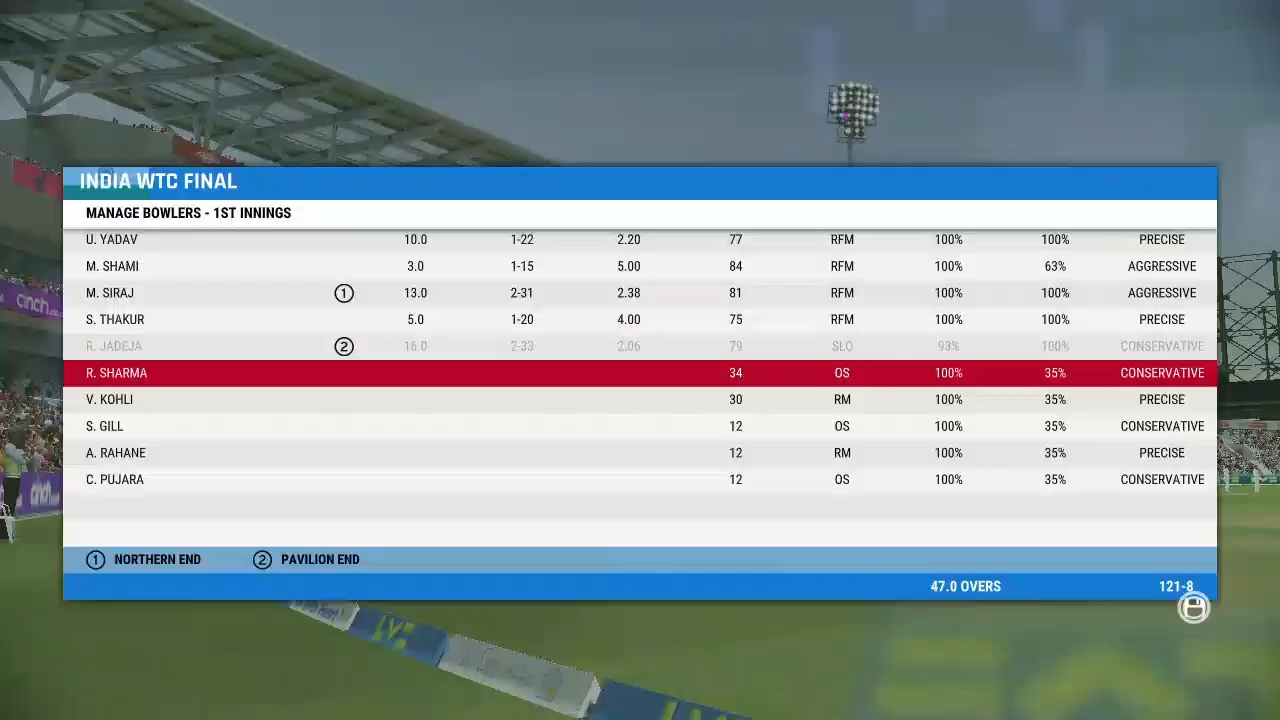 INDIA WTC FINAL
MANAGE BOWLERS - 1ST INNINGS
U. YADAV 10.0 1-22 2.20 77 RFM 100% 100% PRECISE
M. SHAMI 3.0 1-15 5.00 84 RFM 100% 63% AGGRESSIVE
M. SIRAJ 1 13.0 2-31 2.38 81 RFM 100% 100% AGGRESSIVE
S. THAKUR 5.0 1-20 4.00 75 RFM 100% 100% PRECISE
R. JADEJA 2 16.0 2-33 2.06 79 SLO 93% 100% CONSERVATIVE
R. SHARMA 34 OS 100% 35% CONSERVATIVE
V. KOHLI 30 RM 100% 35% PRECISE
S. GILL 12 OS 100% 35% CONSERVATIVE
A. RAHANE 12 RM 100% 35% PRECISE
C. PUJARA 12 OS 100% 35% CONSERVATIVE
1 NORTHERN END 2 PAVILION END
47.0 OVERS 121-8
cinch
cinch
LV=